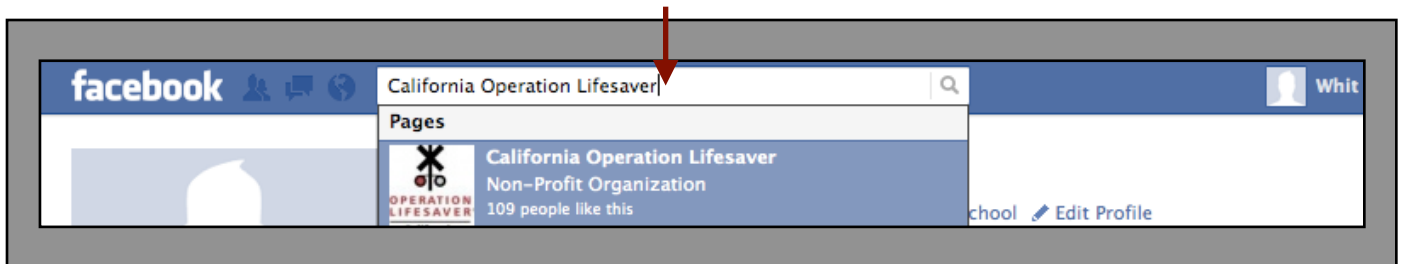 facebook California Operation Lifesaver Whit
Pages
California Operation Lifesaver
Non-Profit Organization
OPERATION
LIFESAVER
109 people like this
chool Edit Profile